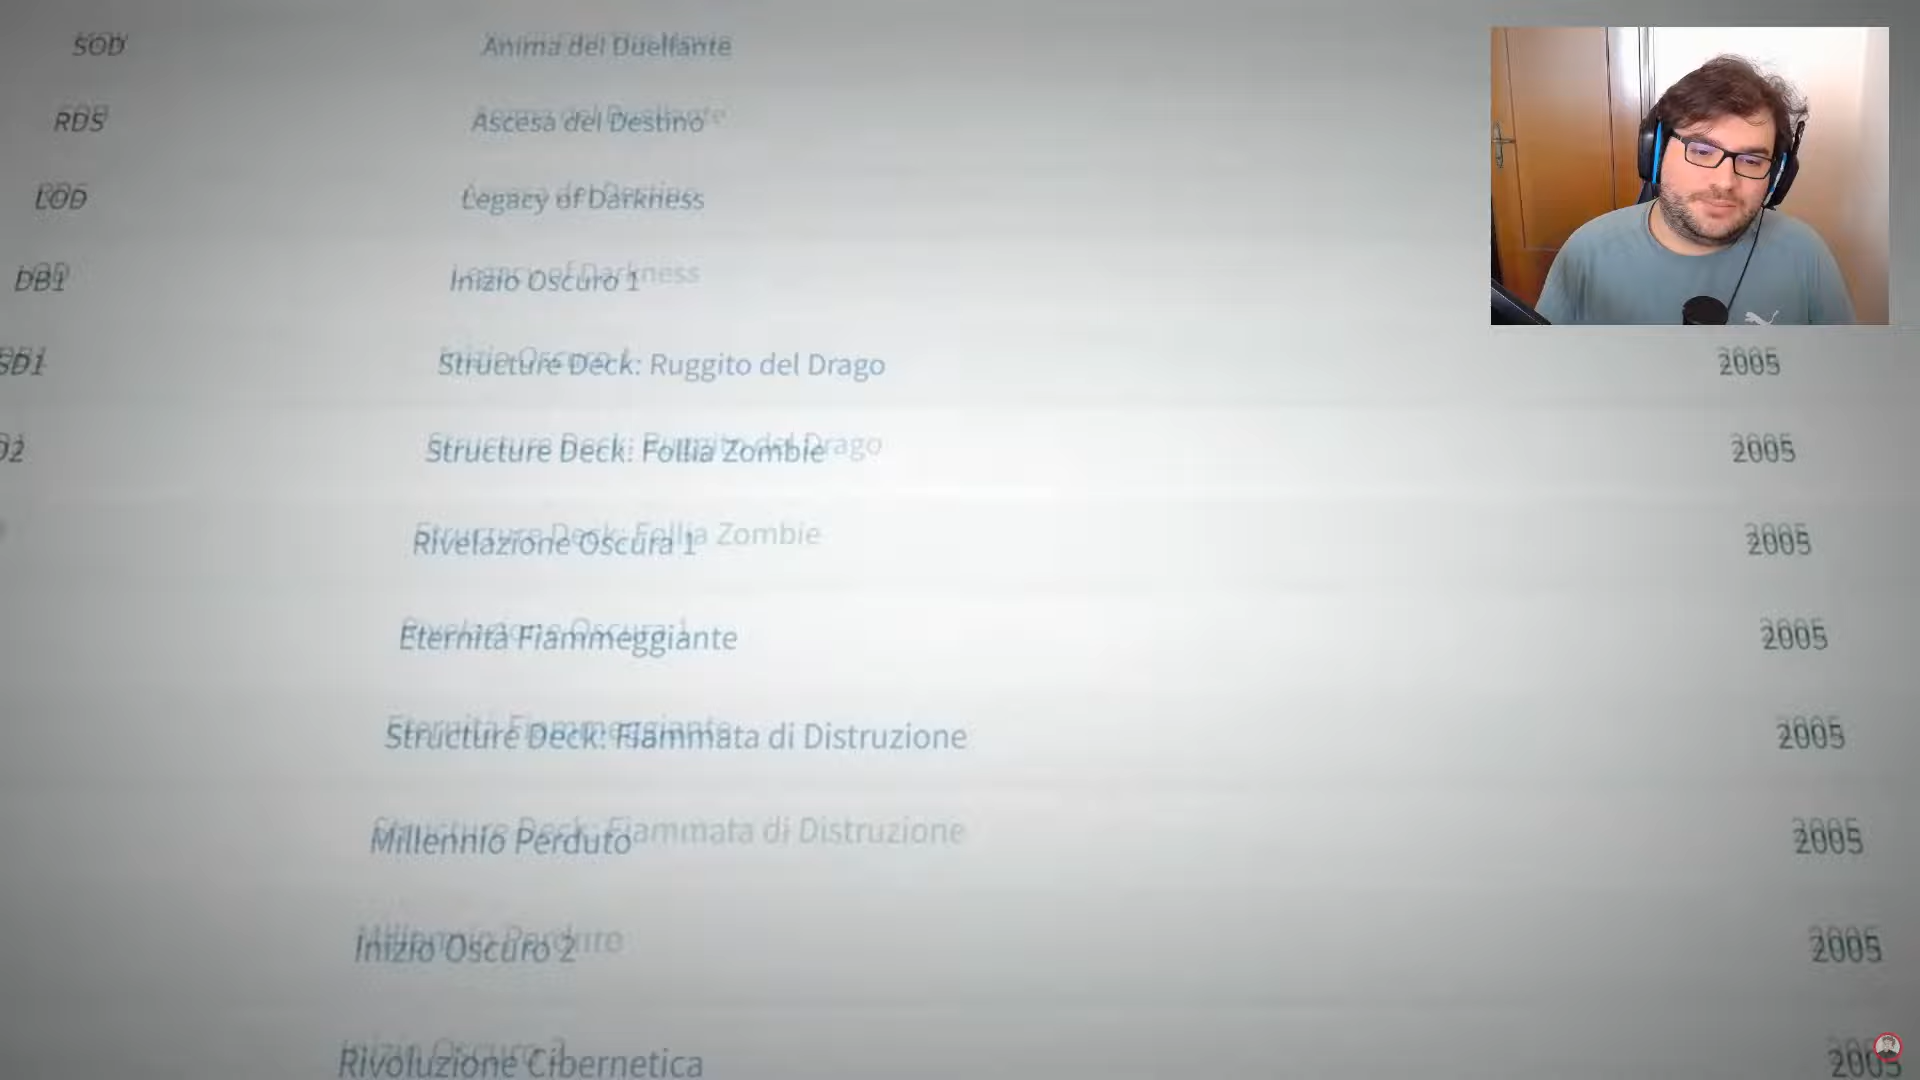 SOD Anima del Duellante
RDS Ascesa del Destino
LOD Legacy of Darkness
DB1 Inizio Oscuro 1
SD1 Structure Deck: Ruggito del Drago 2005
Structure Deck: Follia Zombie 2005
Rivelazione Oscura 1 2005
Eternità Fiammeggiante 2005
Structure Deck: Fiammata di Distruzione 2005
Millennio Perduto 2005
Inizio Oscuro 2 2005
Rivoluzione Cibernetica 2005